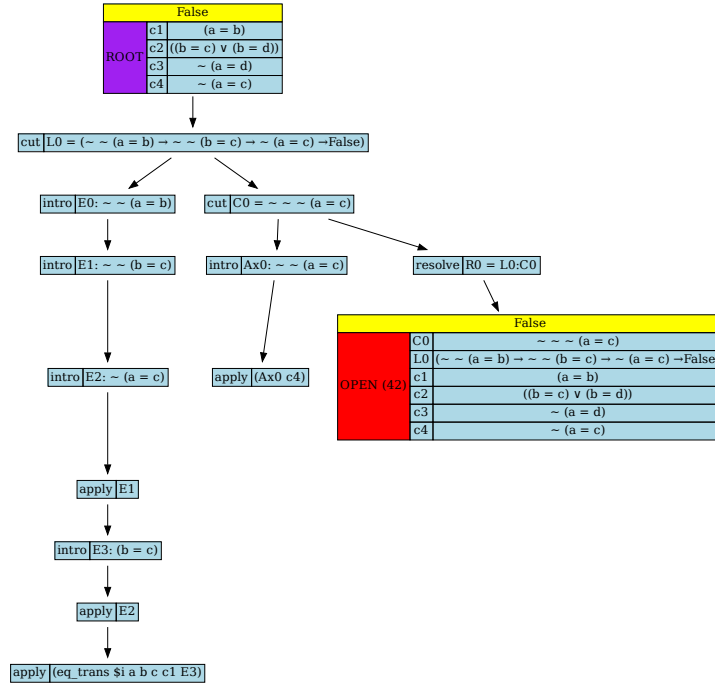 False
ROOT
c1 (a = b)
c2 ((b = c) ∨ (b = d))
c3 ~ (a = d)
c4 ~ (a = c)
cut L0 = (~ ~ (a = b) → ~ ~ (b = c) → ~ (a = c) →False)
intro E0: ~ ~ (a = b)
cut C0 = ~ ~ ~ (a = c)
intro E1: ~ ~ (b = c)
intro Ax0: ~ ~ (a = c)
resolve R0 = L0:C0
False
OPEN (42)
C0 ~ ~ ~ (a = c)
L0 (~ ~ (a = b) → ~ ~ (b = c) → ~ (a = c) →False)
c1 (a = b)
c2 ((b = c) ∨ (b = d))
c3 ~ (a = d)
c4 ~ (a = c)
intro E2: ~ (a = c)
apply (Ax0 c4)
apply E1
intro E3: (b = c)
apply E2
apply (eq_trans $i a b c c1 E3)